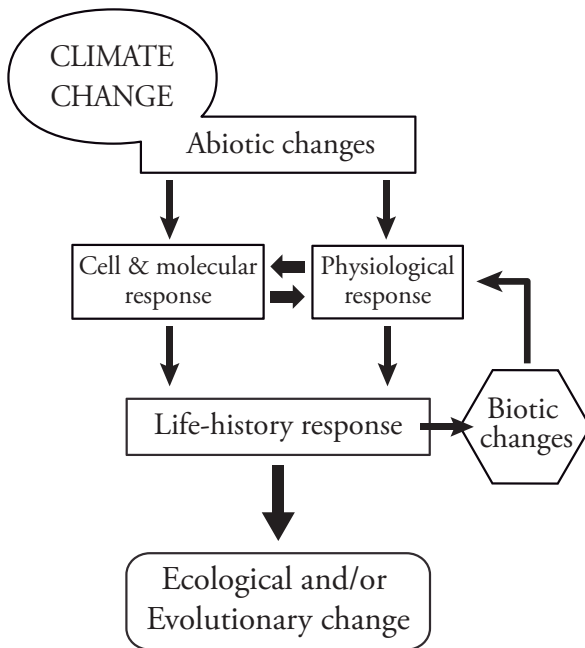 CLIMATE
CHANGE
Abiotic changes
Cell & molecular
response
Physiological
response
Life-history response
Biotic
changes
Ecological and/or
Evolutionary change